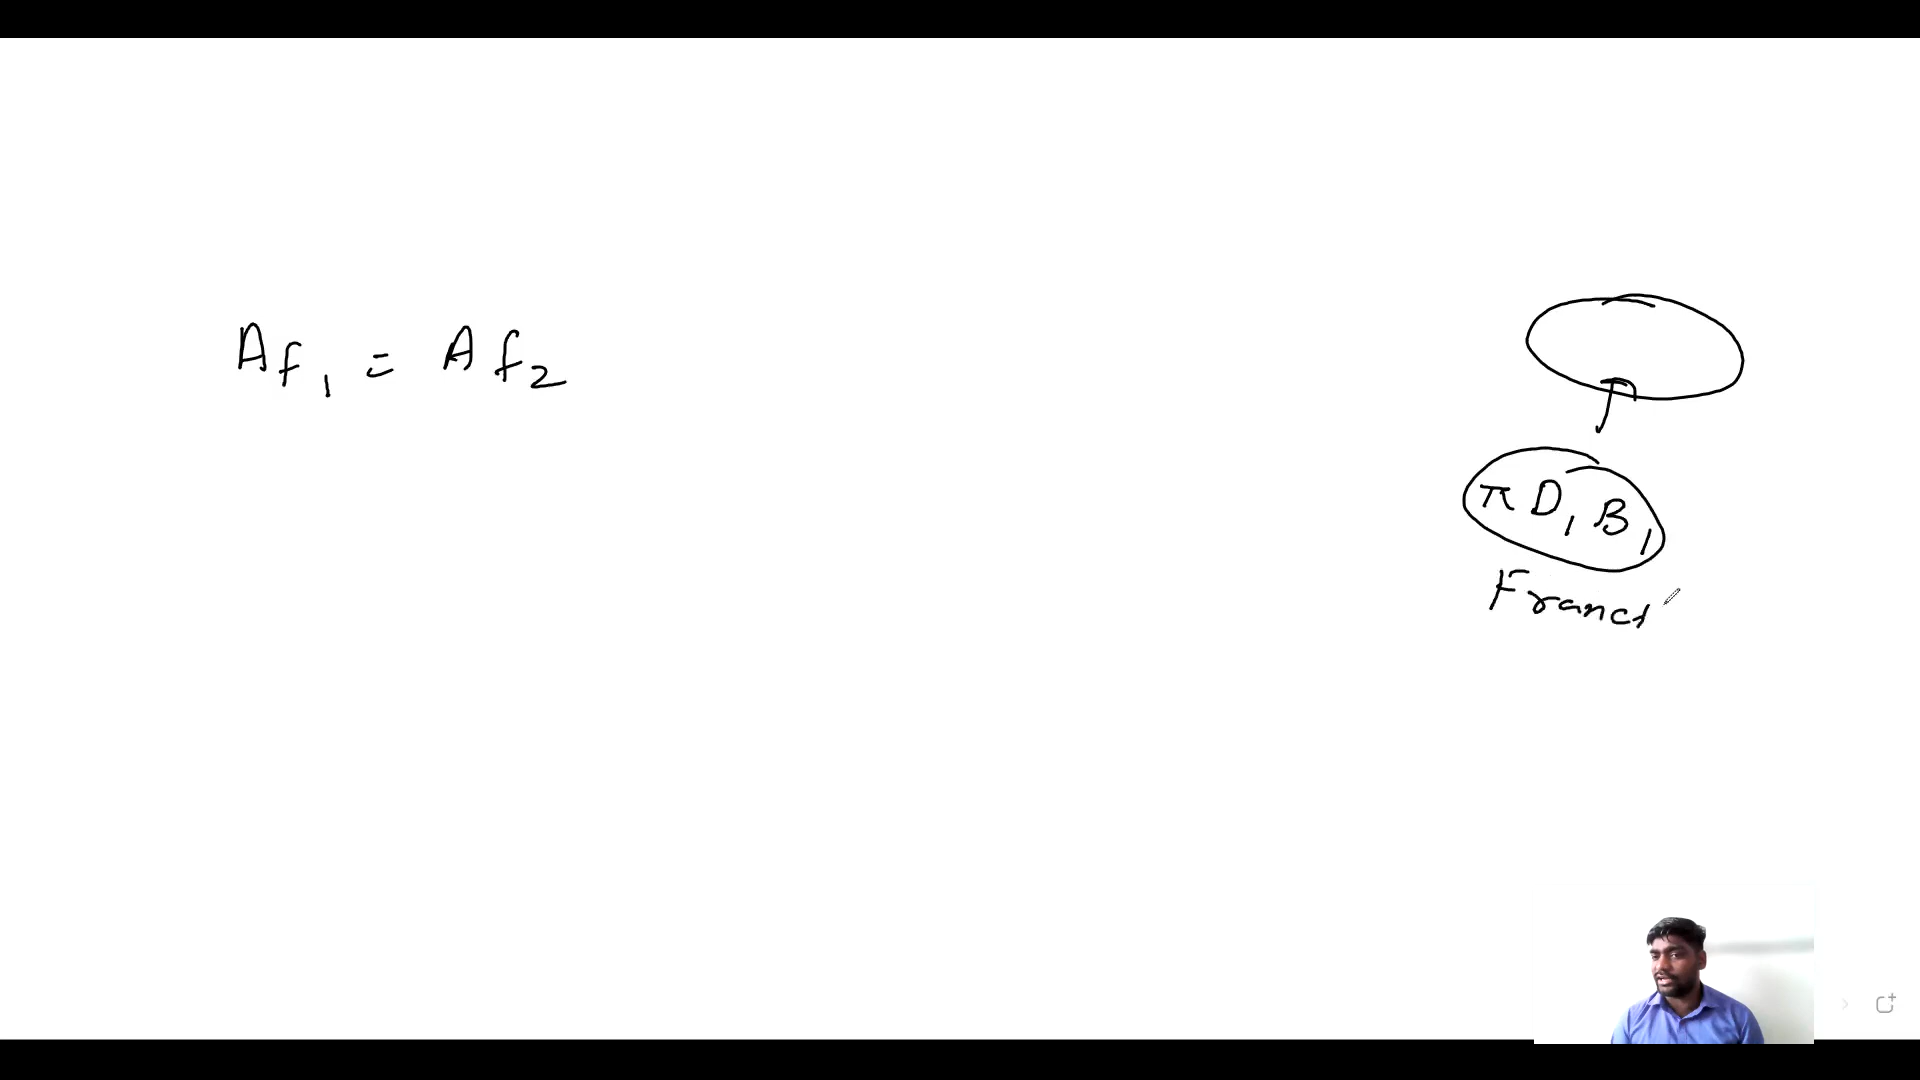 Af₁ = Af₂
π D₁ B₁
Franci